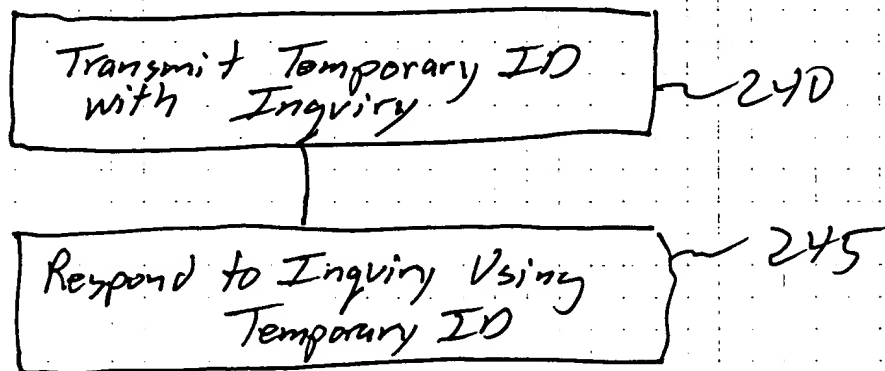 Transmit Temporary ID
with Inquiry
240
Respond to Inquiry Using
Temporary ID
245